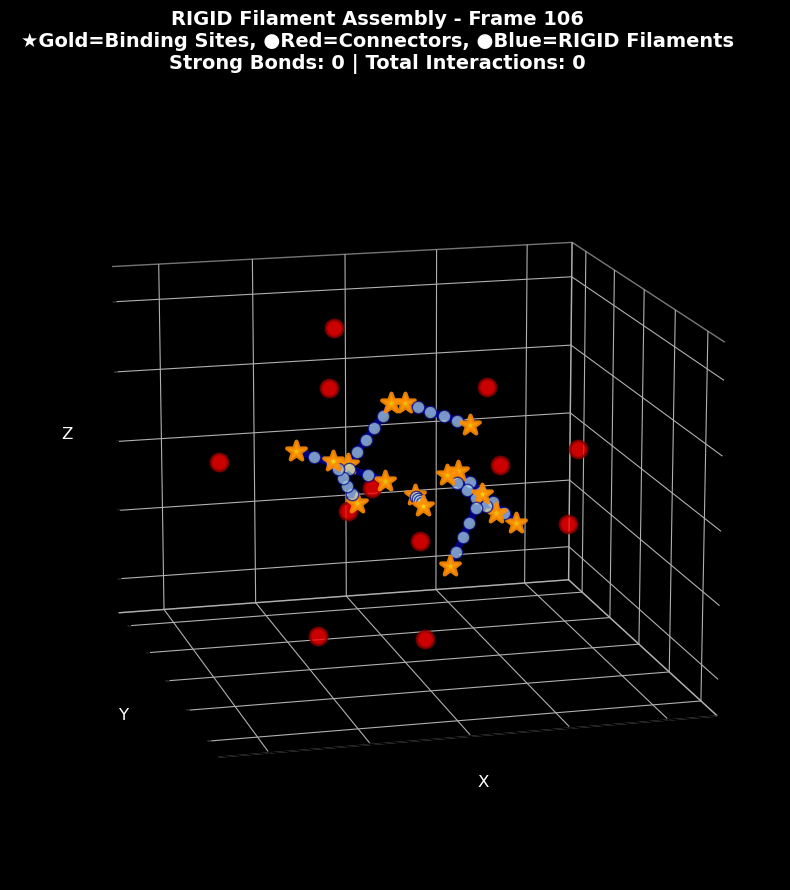 RIGID Filament Assembly - Frame 106
★Gold=Binding Sites, ●Red=Connectors, ●Blue=RIGID Filaments
Strong Bonds: 0 | Total Interactions: 0
Z
Y
X